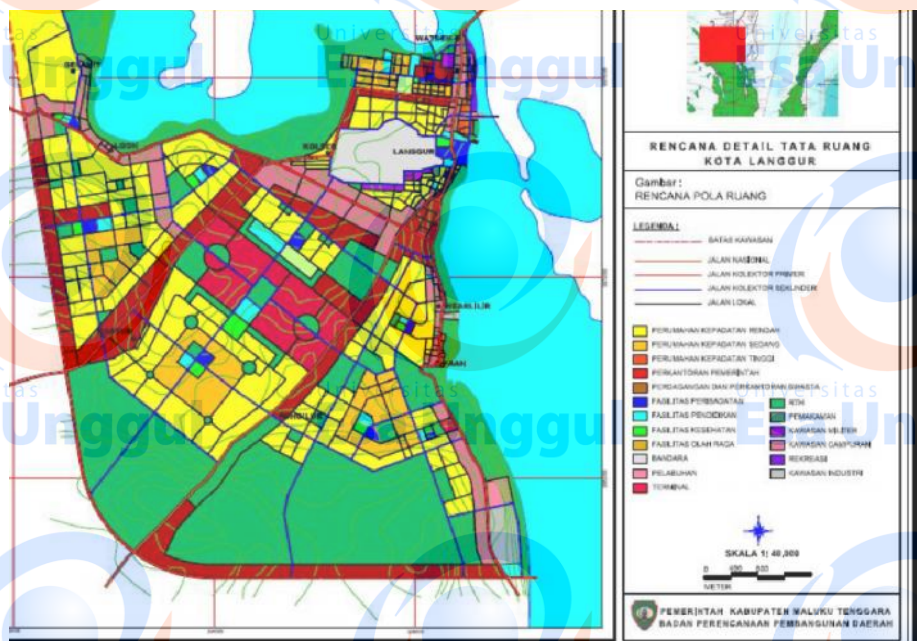 Universitas
Esa Unggul
LANGGUR
RENCANA DETAIL TATA RUANG
KOTA LANGGUR
Gambar :
RENCANA POLA RUANG
LEGENDA :
BATAS KAWASAN
JALAN NASIONAL
JALAN KOLEKTOR PRIMER
JALAN KOLEKTOR SEKUNDER
JALAN LOKAL
PERUMAHAN KEPADATAN RENDAH
PERUMAHAN KEPADATAN SEDANG
PERUMAHAN KEPADATAN TINGGI
PERKANTORAN PEMERINTAH
PERDAGANGAN DAN PERKANTORAN SWASTA
FASILITAS PERIBADATAN
FASILITAS PENDIDIKAN
FASILITAS KESEHATAN
FASILITAS OLAH RAGA
BANDARA
PELABUHAN
TERMINAL
RTH
PEMAKAMAN
KAWASAN MILITER
KAWASAN CAMPURAN
REKREASI
KAWASAN INDUSTRI
SKALA 1: 40,000
METER
PEMERINTAH KABUPATEN MALUKU TENGGARA
BADAN PERENCANAAN PEMBANGUNAN DAERAH